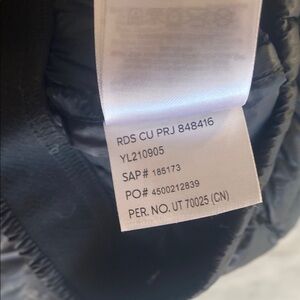 RDS CU PRJ 848416
YL210905
SAP# 185173
PO# 4500212839
PER. NO. UT 70025 (CN)